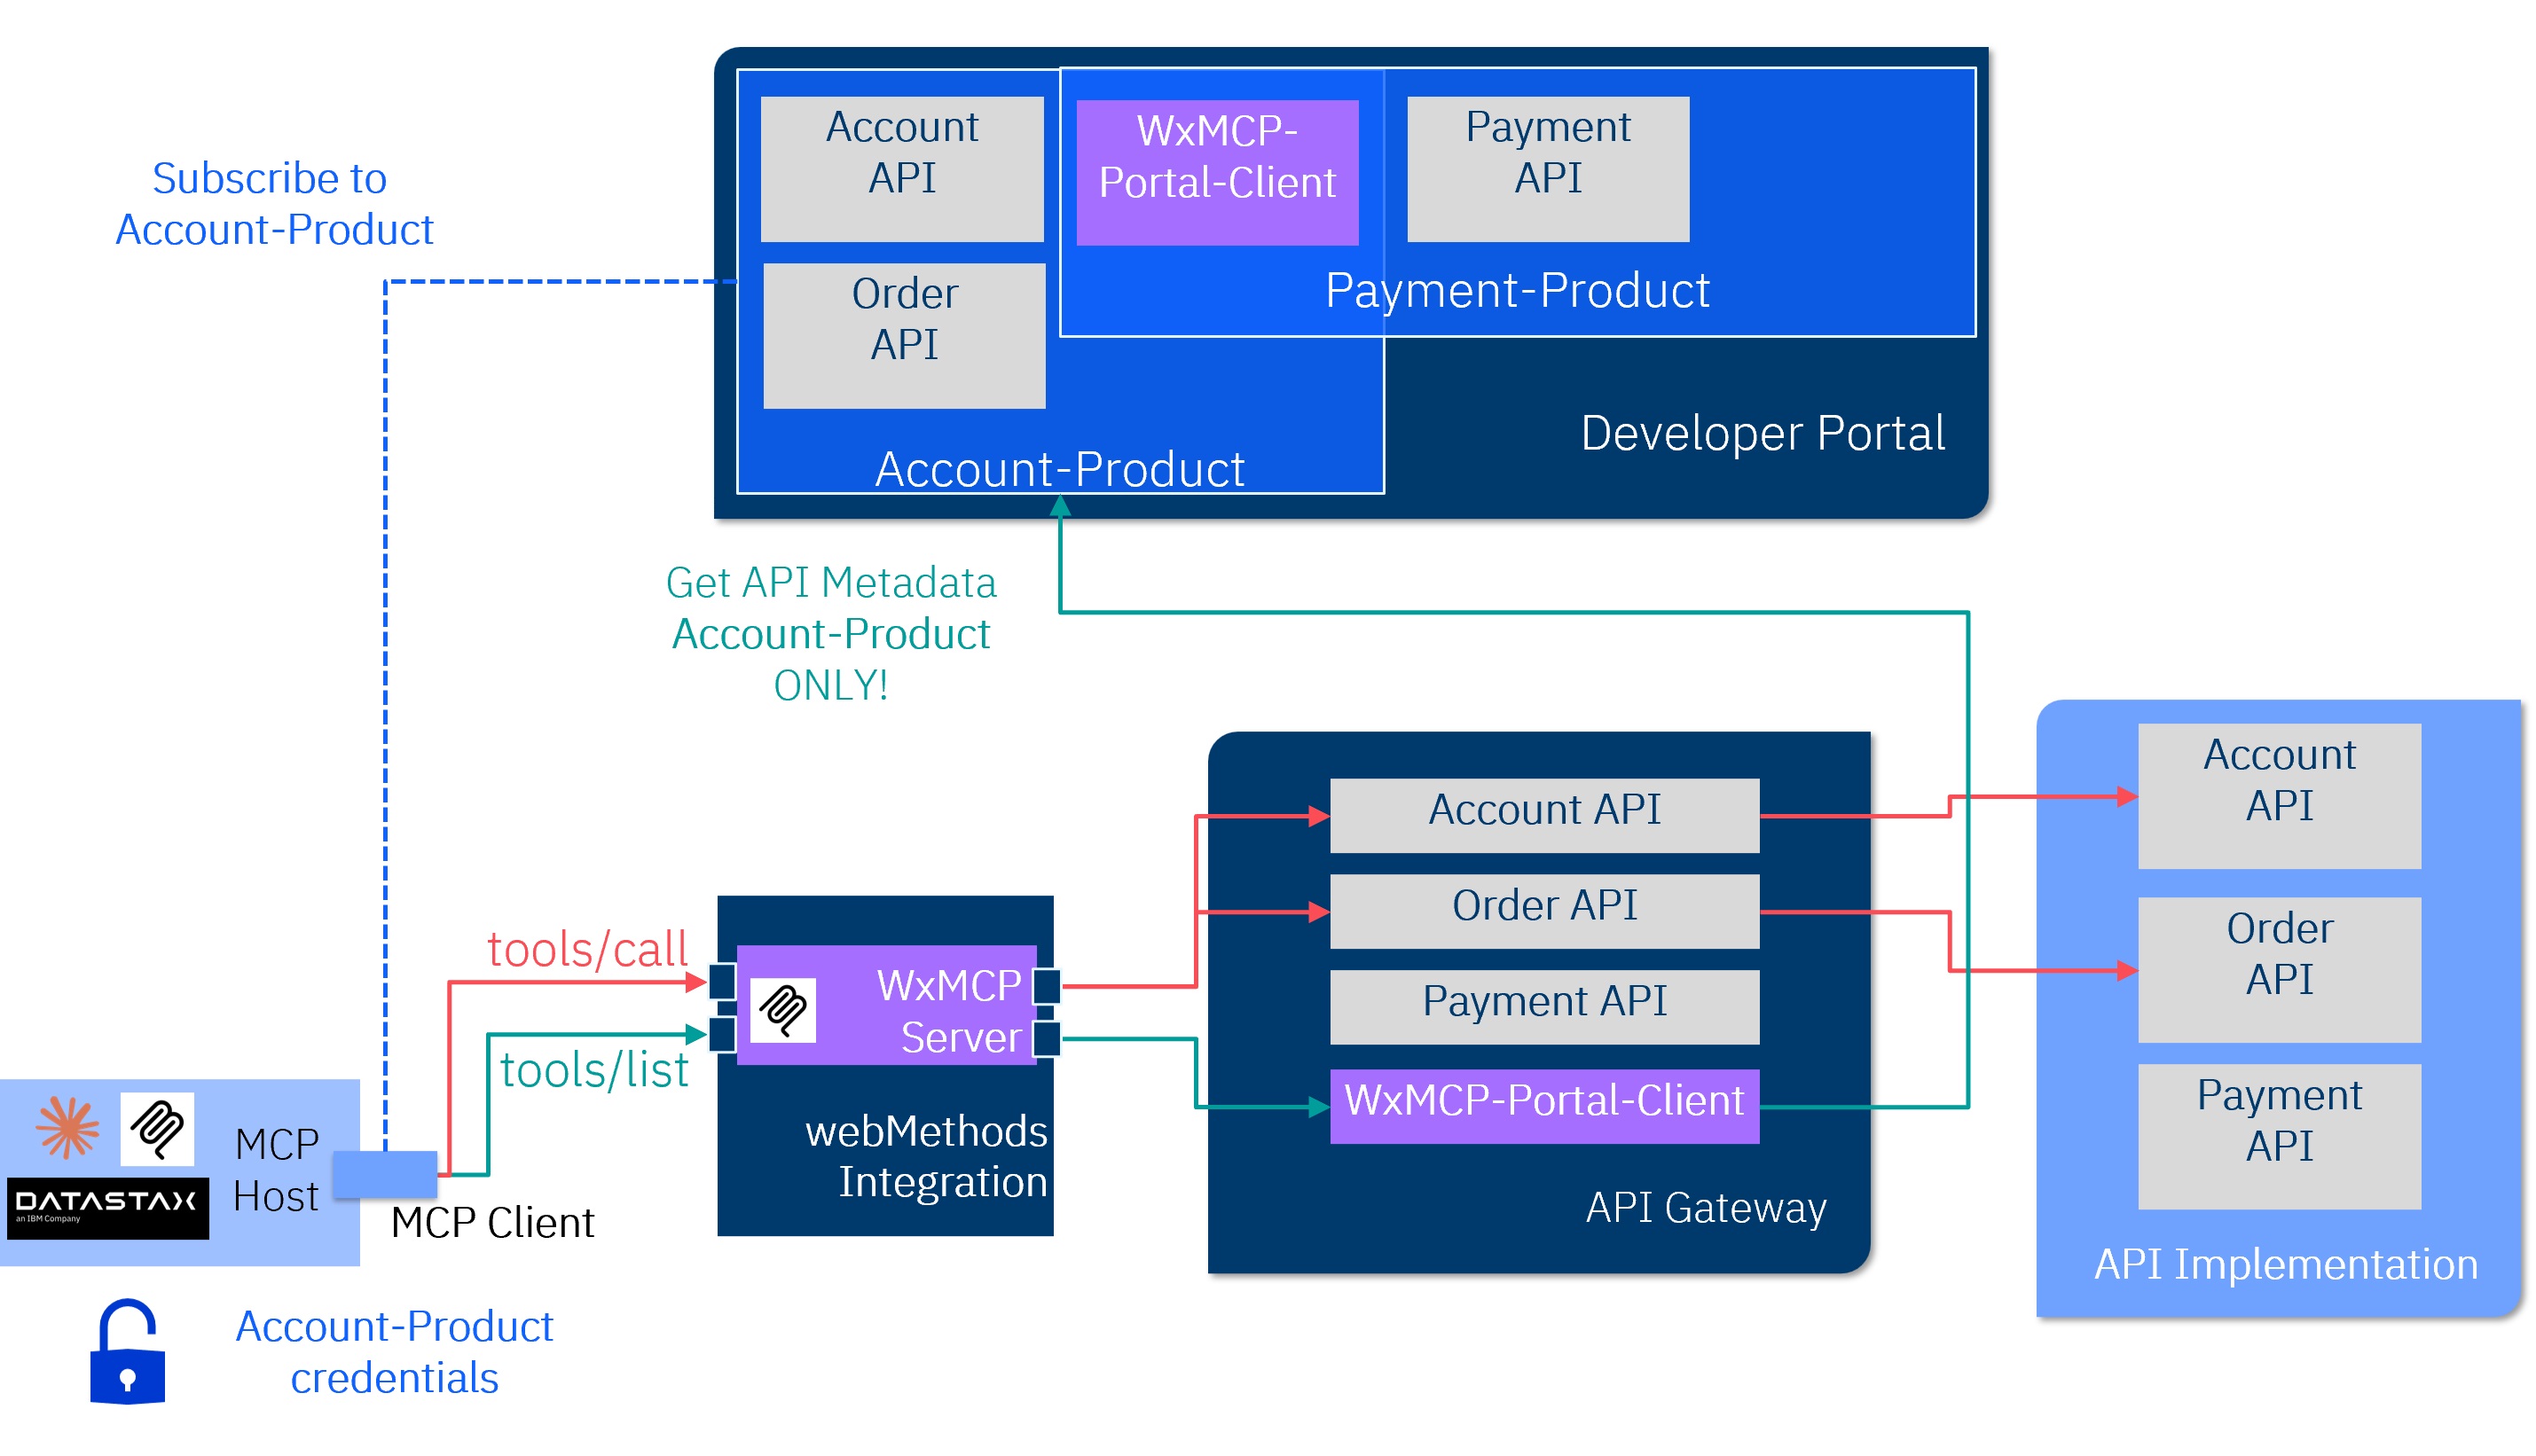 Account
API
WxMCP-
Portal-Client
Payment
API
Subscribe to
Account-Product
Order
API
Payment-Product
Developer Portal
Account-Product
Get API Metadata
Account-Product
ONLY!
Account
API
Account API
Order API
Order
API
tools/call
WxMCP
Server
Payment API
tools/list
WxMCP-Portal-Client
Payment
API
webMethods
Integration
MCP
Host
DATASTAX
an IBM Company
MCP Client
API Gateway
API Implementation
Account-Product
credentials